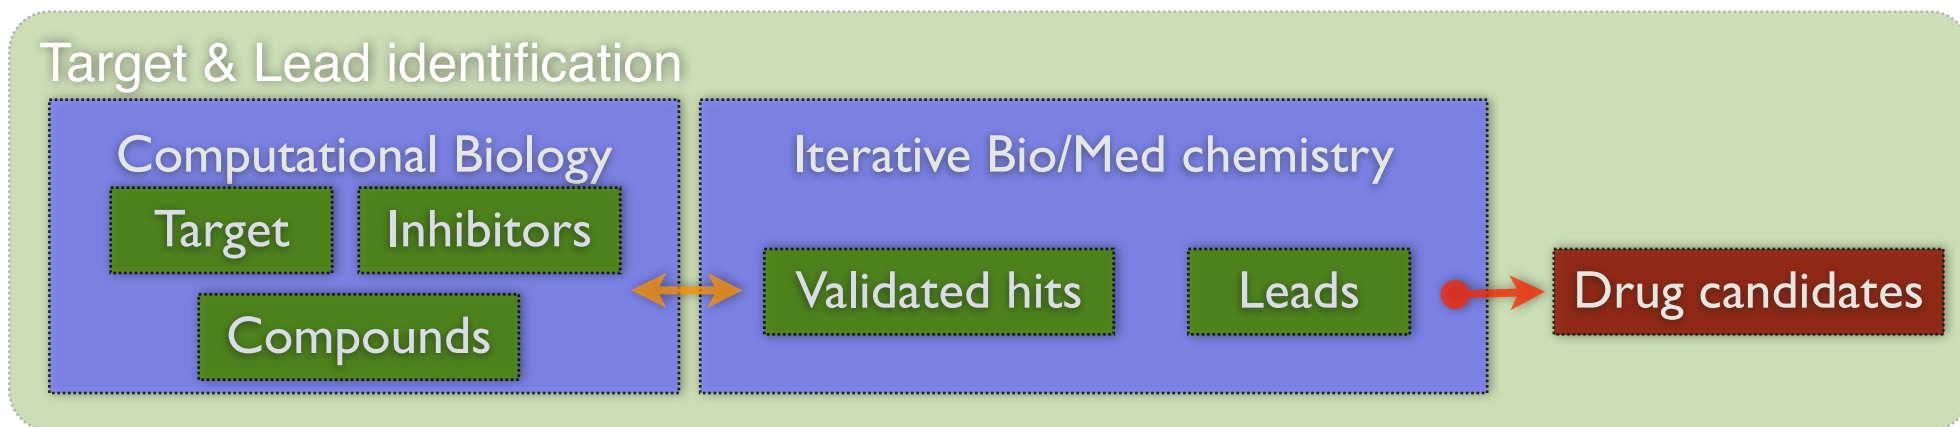 Target & Lead identification
Computational Biology
Target
Inhibitors
Compounds
Iterative Bio/Med chemistry
Validated hits
Leads
Drug candidates